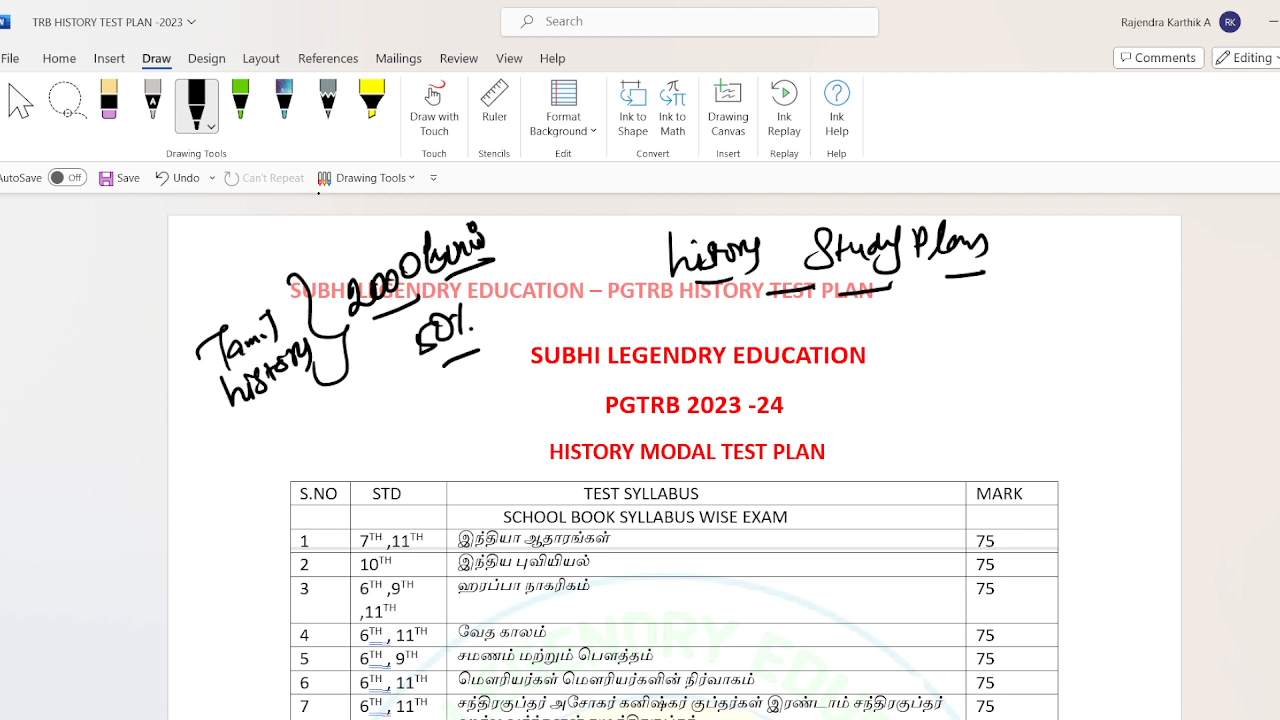 TRB HISTORY TEST PLAN -2023
Search
Rajendra Karthik A RK
File Home Insert Draw Design Layout References Mailings Review View Help
Comments Editing
Draw with Touch
Ruler
Format Background
Ink to Shape
Ink to Math
Drawing Canvas
Ink Replay
Ink Help
Drawing Tools Touch Stencils Edit Convert Insert Replay Help
AutoSave Off Save Undo Can't Repeat Drawing Tools
history Study Plans
2000
SUBHI LEGENDRY EDUCATION – PGTRB HISTORY TEST PLAN
Tamil
history
50%
SUBHI LEGENDRY EDUCATION
PGTRB 2023 -24
HISTORY MODAL TEST PLAN
S.NO STD TEST SYLLABUS MARK
SCHOOL BOOK SYLLABUS WISE EXAM
1 7TH ,11TH இந்தியா ஆதாரங்கள் 75
2 10TH இந்திய புவியியல் 75
3 6TH ,9TH ஹரப்பா நாகரிகம் 75
,11TH
4 6TH , 11TH வேத காலம் 75
5 6TH , 9TH சமணம் மற்றும் பௌத்தம் 75
6 6TH , 11TH மௌரியர்கள் மௌரியர்களின் நிர்வாகம் 75
7 6TH , 11TH சந்திரகுப்தர் அசோகர் கனிஷ்கர் குப்தர்கள் இரண்டாம் சந்திரகுப்தர் 75